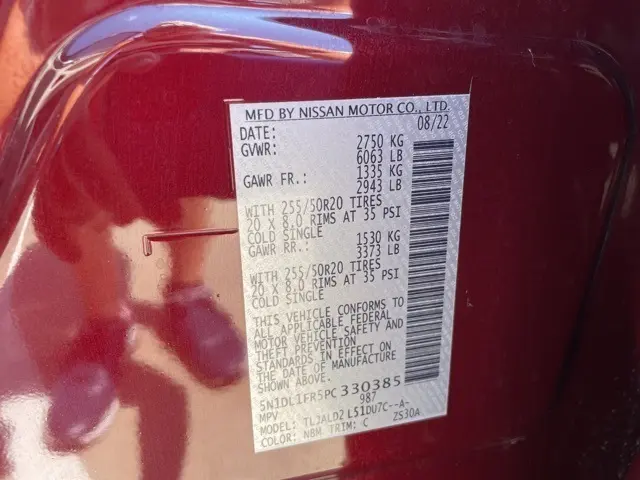 MFD BY NISSAN MOTOR CO., LTD.
DATE: 08/22
GVWR: 2750 KG
6063 LB
GAWR FR.: 1335 KG
2943 LB
WITH 255/50R20 TIRES
20 X 8.0 RIMS AT 35 PSI
COLD SINGLE
GAWR RR.: 1530 KG
3373 LB
WITH 255/50R20 TIRES
20 X 8.0 RIMS AT 35 PSI
COLD SINGLE
THIS VEHICLE CONFORMS TO
ALL APPLICABLE FEDERAL
MOTOR VEHICLE SAFETY AND
THEFT PREVENTION
STANDARDS IN EFFECT ON
THE DATE OF MANUFACTURE
SHOWN ABOVE.
5N1DL1FR5PC 330385
MPV 987
MODEL: TLJALD2 L51DU7C--A-
COLOR: NBM TRIM: C ZS30A